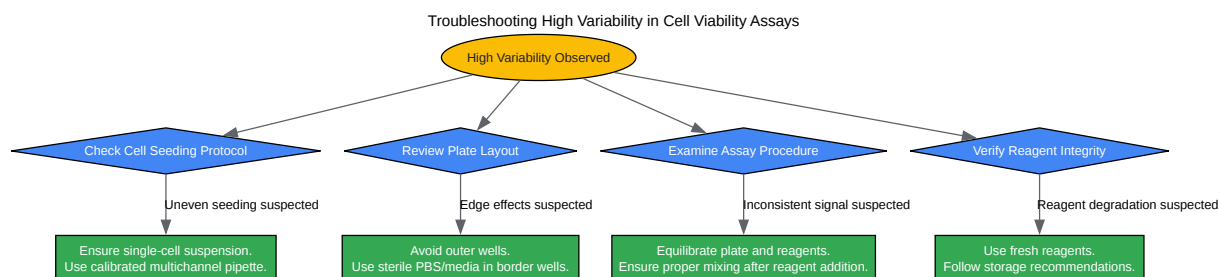 Troubleshooting High Variability in Cell Viability Assays
High Variability Observed
Check Cell Seeding Protocol
Review Plate Layout
Examine Assay Procedure
Verify Reagent Integrity
Uneven seeding suspected
Edge effects suspected
Inconsistent signal suspected
Reagent degradation suspected
Ensure single-cell suspension.
Use calibrated multichannel pipette.
Avoid outer wells.
Use sterile PBS/media in border wells.
Equilibrate plate and reagents.
Ensure proper mixing after reagent addition.
Use fresh reagents.
Follow storage recommendations.